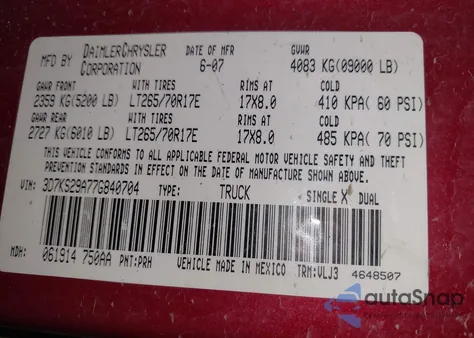 MFD BY DAIMLERCHRYSLER CORPORATION DATE OF MFR 6-07 GVWR 4083 KG(09000 LB)
GAWR FRONT WITH TIRES RIMS AT COLD
2359 KG(5200 LB) LT265/70R17E 17X8.0 410 KPA( 60 PSI)
GAWR REAR WITH TIRES RIMS AT COLD
2727 KG(6010 LB) LT265/70R17E 17X8.0 485 KPA( 70 PSI)
THIS VEHICLE CONFORMS TO ALL APPLICABLE FEDERAL MOTOR VEHICLE SAFETY AND THEFT
PREVENTION STANDARDS IN EFFECT ON THE DATE OF MANUFACTURE SHOWN ABOVE.
VIN: 3D7KS29A77G840704 TYPE: TRUCK SINGLE X DUAL
MDH: 061914 750AA PNT:PRH VEHICLE MADE IN MEXICO TRM:VLJ3 4648507
autoSnap